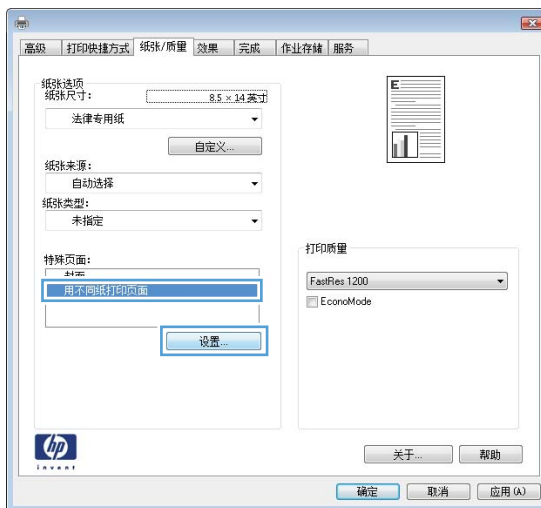 高级 打印快捷方式 纸张/质量 效果 完成 作业存储 服务
纸张选项
纸张尺寸： 8.5 × 14 英寸
法律专用纸
自定义...
纸张来源：
自动选择
纸张类型：
未指定
特殊页面：
封面
用不同纸打印页面
设置...
E
打印质量
FastRes 1200
EconoMode
hp
invent
关于... 帮助
确定 取消 应用 (A)